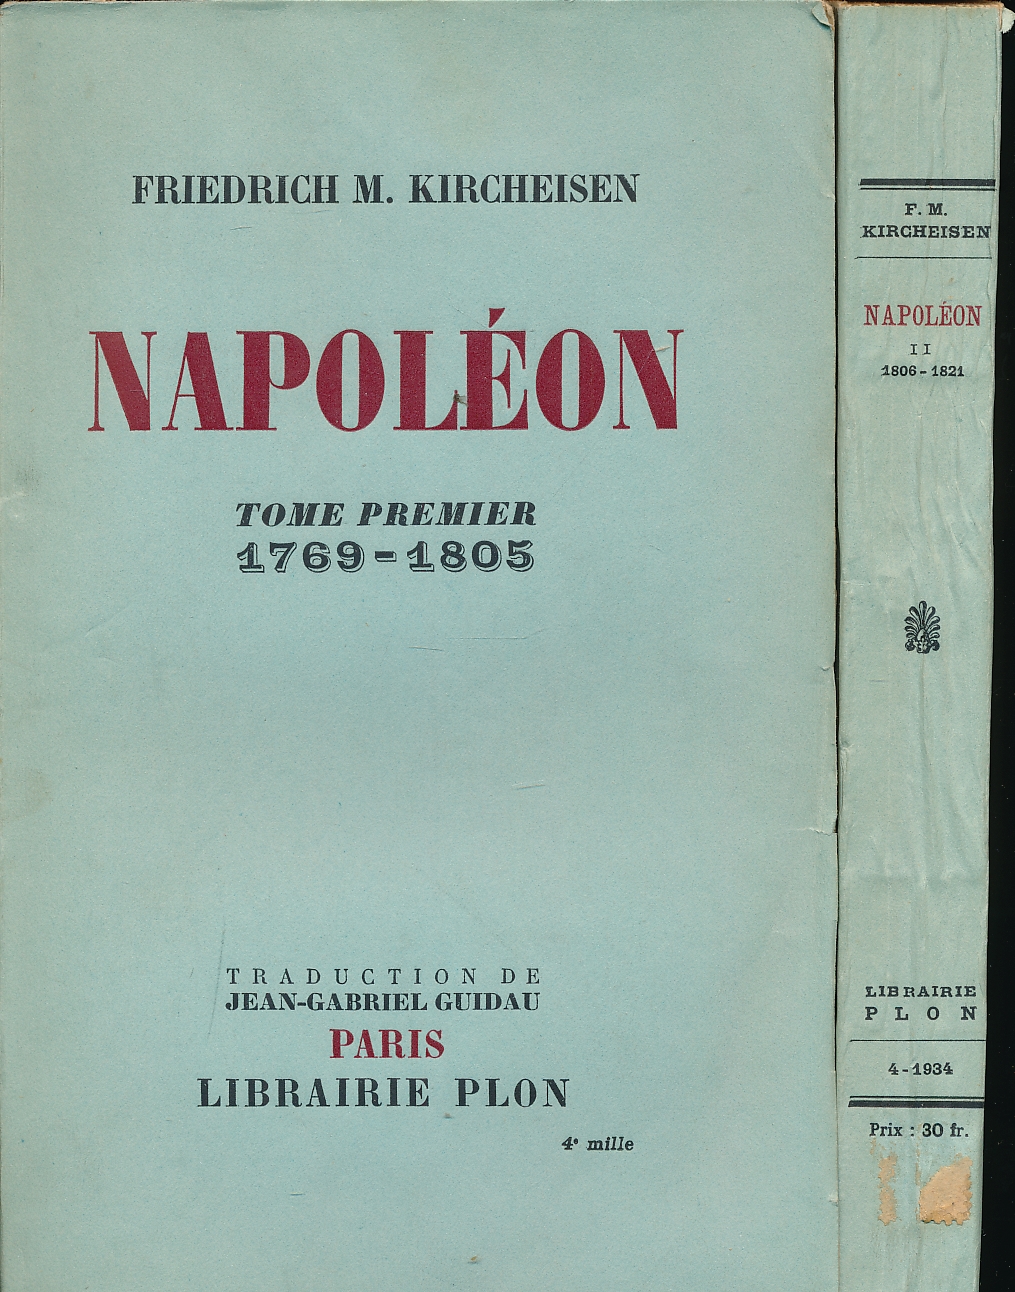 FRIEDRICH M. KIRCHEISEN
NAPOLÉON
TOME PREMIER
1769-1805
TRADUCTION DE
JEAN-GABRIEL GUIDAU
PARIS
LIBRAIRIE PLON
4e mille
F. M.
KIRCHEISEN
NAPOLÉON
II
1806-1821
LIBRAIRIE
PLON
4-1934
Prix : 30 fr.